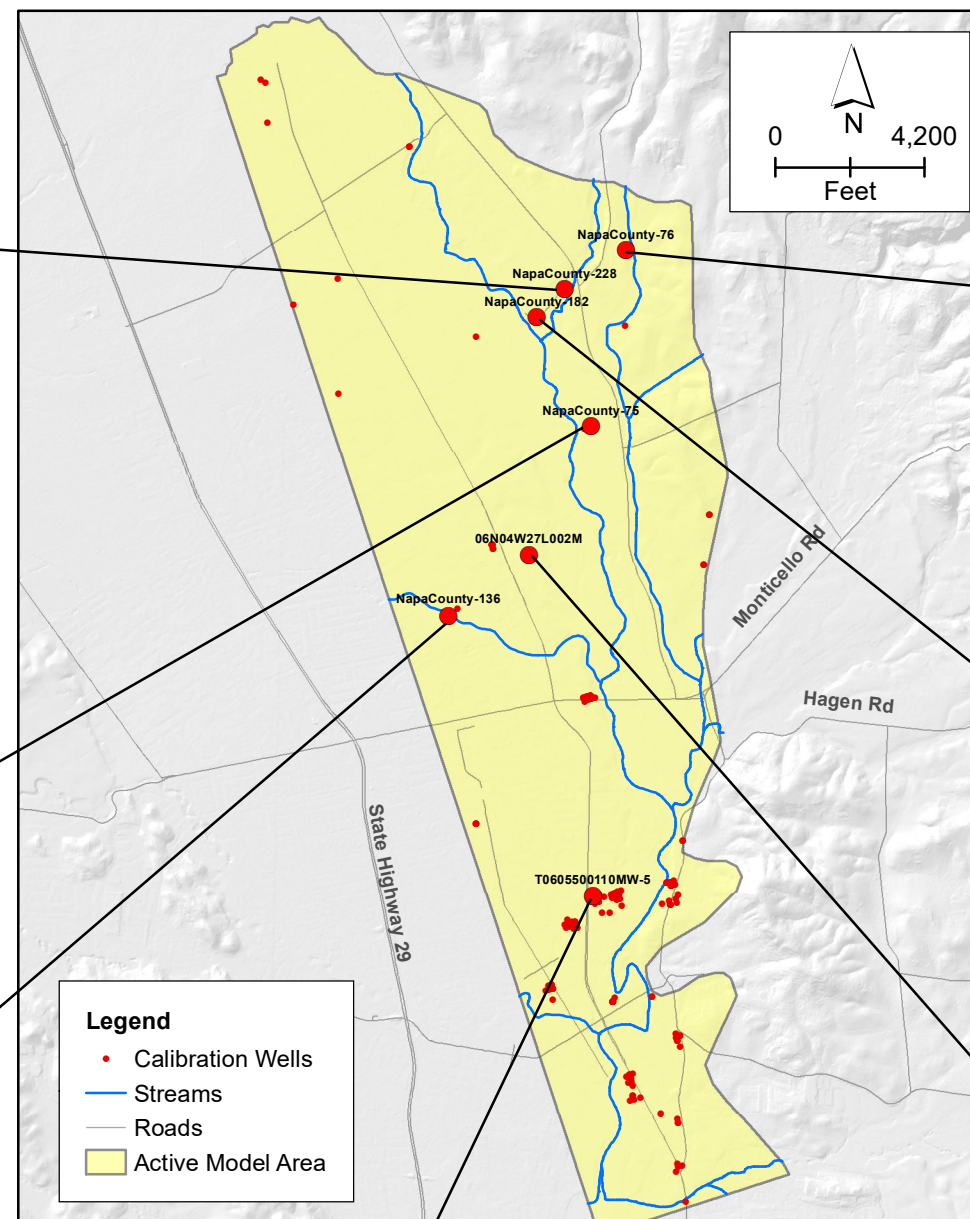 N
0 4,200
Feet
NapaCounty-76
NapaCounty-228
NapaCounty-182
NapaCounty-75
06N04W27L002M
NapaCounty-136
Monticello Rd
Hagen Rd
State Highway 29
T0605500110MW-5
Legend
Calibration Wells
Streams
Roads
Active Model Area